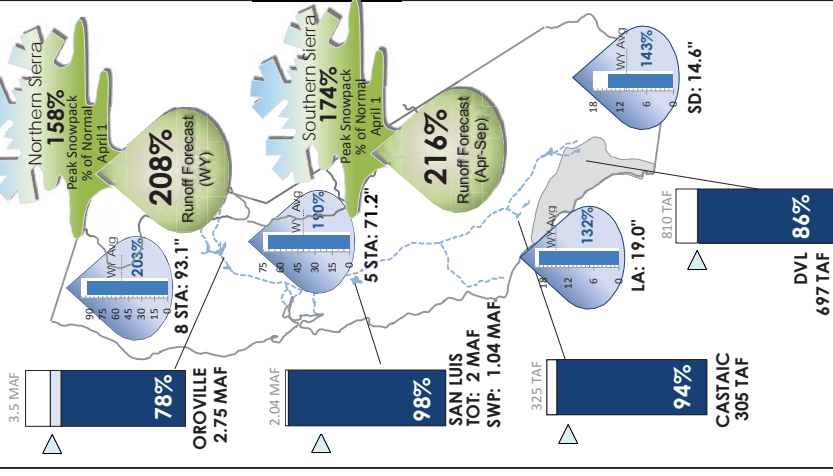 Northern Sierra
158%
Peak Snowpack
% of Normal
April 1
208%
Runoff Forecast
(WY)
Southern Sierra
174%
Peak Snowpack
% of Normal
April 1
216%
Runoff Forecast
(Apr-Sep)
WY Avg
203%
90
75
60
45
30
15
0
8 STA: 93.1"
WY Avg
190%
75
60
45
30
15
0
5 STA: 71.2"
WY Avg
132%
18
12
6
0
LA: 19.0"
WY Avg
143%
18
12
6
0
SD: 14.6"
3.5 MAF
78%
OROVILLE
2.75 MAF
2.04 MAF
98%
SAN LUIS
TOT: 2 MAF
SWP: 1.04 MAF
325 TAF
94%
CASTAIC
305 TAF
810 TAF
86%
DVL
697 TAF